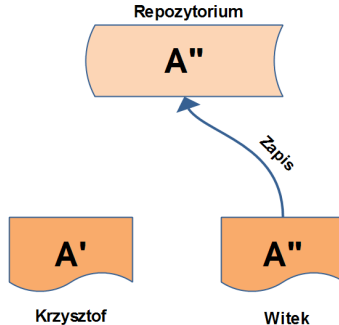 Repozytorium
A"
Zapis
A'
A"
Krzysztof
Witek